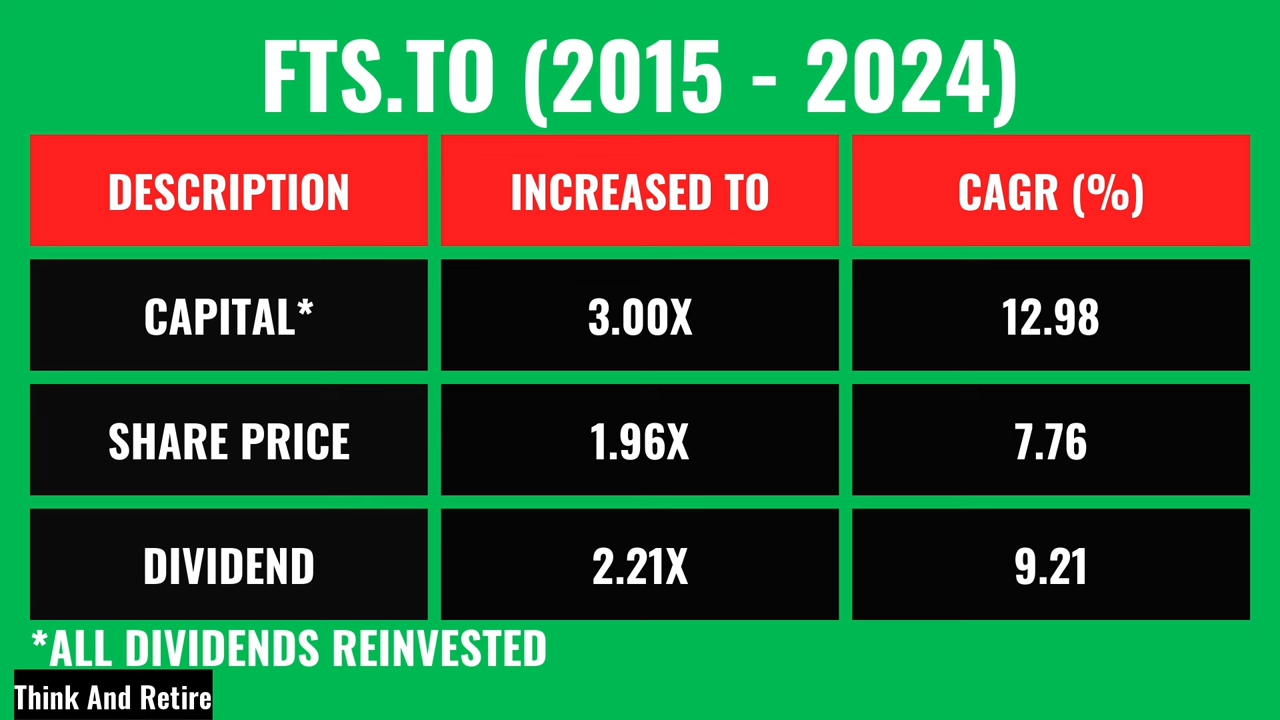 FTS.TO (2015 - 2024)
DESCRIPTION INCREASED TO CAGR (%)
CAPITAL* 3.00X 12.98
SHARE PRICE 1.96X 7.76
DIVIDEND 2.21X 9.21
*ALL DIVIDENDS REINVESTED
Think And Retire